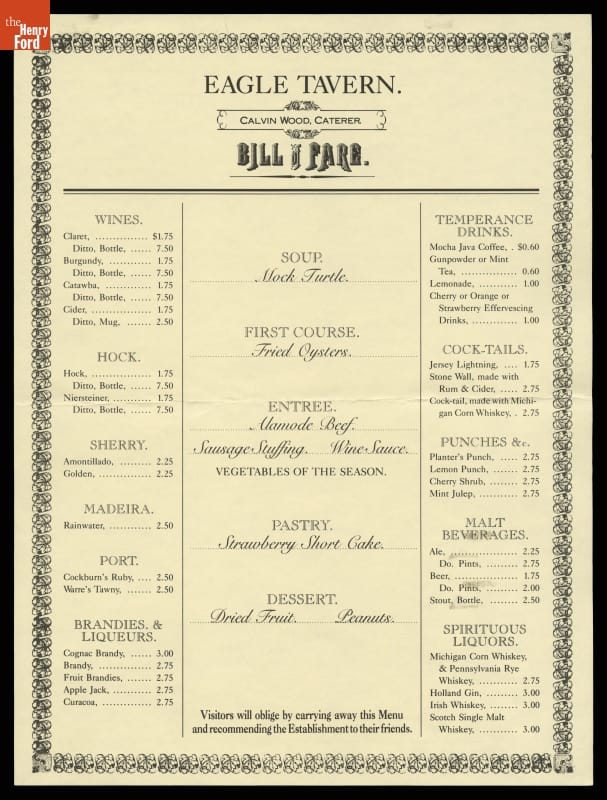 the
Henry
Ford
EAGLE TAVERN.
CALVIN WOOD, CATERER.
BILL OF FARE.
WINES.
Claret, ............... $1.75
Ditto, Bottle, ...... 7.50
Burgundy, ........... 1.75
Ditto, Bottle, ...... 7.50
Catawba, ............ 1.75
Ditto, Bottle, ...... 7.50
Cider, ................ 1.75
Ditto, Mug, ........ 2.50
HOCK.
Hock, ................ 1.75
Ditto, Bottle, ...... 7.50
Niersteiner, .......... 1.75
Ditto, Bottle, ...... 7.50
SHERRY.
Amontillado, ......... 2.25
Golden, .............. 2.25
MADEIRA.
Rainwater, ........... 2.50
PORT.
Cockburn's Ruby, .... 2.50
Warre's Tawny, ....... 2.50
BRANDIES. &
LIQUEURS.
Cognac Brandy, ...... 3.00
Brandy, .............. 2.75
Fruit Brandies, ....... 2.75
Apple Jack, .......... 2.75
Curacoa, ............. 2.75
SOUP.
Mock Turtle.
FIRST COURSE.
Fried Oysters.
ENTREE.
Alamode Beef.
Sausage Stuffing. Wine Sauce.
VEGETABLES OF THE SEASON.
PASTRY.
Strawberry Short Cake.
DESSERT.
Dried Fruit. Peanuts.
Visitors will oblige by carrying away this Menu
and recommending the Establishment to their friends.
TEMPERANCE
DRINKS.
Mocha Java Coffee, . $0.60
Gunpowder or Mint
Tea, ................ 0.60
Lemonade, ........... 1.00
Cherry or Orange or
Strawberry Effervescing
Drinks, ............. 1.00
COCK-TAILS.
Jersey Lightning, .... 1.75
Stone Wall, made with
Rum & Cider, ...... 2.75
Cock-tail, made with Michi-
gan Corn Whiskey, . 2.75
PUNCHES &c.
Planter's Punch, ..... 2.75
Lemon Punch, ........ 2.75
Cherry Shrub, ........ 2.75
Mint Julep, ........... 2.75
MALT
BEVERAGES.
Ale, .................. 2.25
Do. Pints, .......... 2.75
Beer, ................. 1.75
Do. Pints, .......... 2.00
Stout, Bottle, ......... 2.50
SPIRITUOUS
LIQUORS.
Michigan Corn Whiskey,
& Pennsylvania Rye
Whiskey, ........... 2.75
Holland Gin, ......... 3.00
Irish Whiskey, ........ 3.00
Scotch Single Malt
Whiskey, ........... 3.00